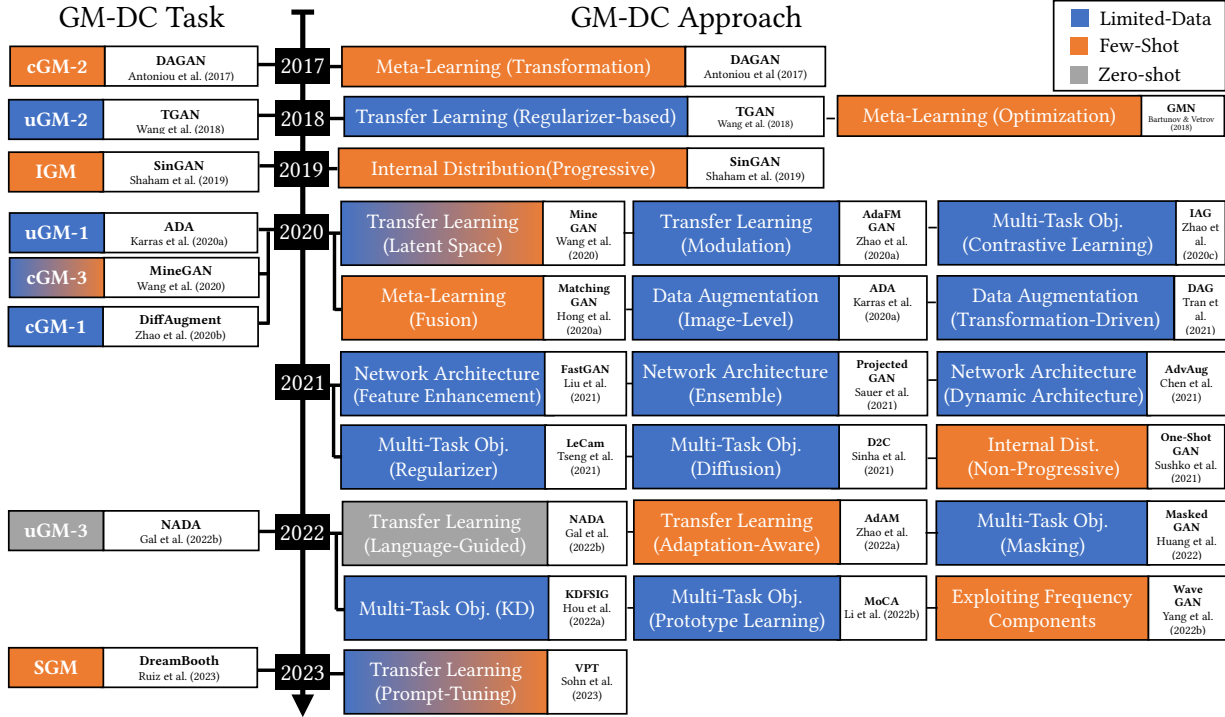 GM-DC Task
GM-DC Approach
Limited-Data
Few-Shot
Zero-shot
cGM-2
DAGAN
Antoniou et al. (2017)
2017
Meta-Learning (Transformation)
DAGAN
Antoniou et al (2017)
uGM-2
TGAN
Wang et al. (2018)
2018
Transfer Learning (Regularizer-based)
TGAN
Wang et al. (2018)
Meta-Learning (Optimization)
GMN
Bartunov & Vetrov
(2018)
IGM
SinGAN
Shaham et al. (2019)
2019
Internal Distribution(Progressive)
SinGAN
Shaham et al. (2019)
uGM-1
ADA
Karras et al. (2020a)
cGM-3
MineGAN
Wang et al. (2020)
cGM-1
DiffAugment
Zhao et al. (2020b)
2020
Transfer Learning
(Latent Space)
Mine
GAN
Wang et al.
(2020)
Transfer Learning
(Modulation)
AdaFM
GAN
Zhao et al.
(2020a)
Multi-Task Obj.
(Contrastive Learning)
IAG
Zhao et
al.
(2020c)
Meta-Learning
(Fusion)
Matching
GAN
Hong et al.
(2020a)
Data Augmentation
(Image-Level)
ADA
Karras et al.
(2020a)
Data Augmentation
(Transformation-Driven)
DAG
Tran et
al.
(2021)
2021
Network Architecture
(Feature Enhancement)
FastGAN
Liu et al.
(2021)
Network Architecture
(Ensemble)
Projected
GAN
Sauer et al.
(2021)
Network Architecture
(Dynamic Architecture)
AdvAug
Chen et al.
(2021)
Multi-Task Obj.
(Regularizer)
LeCam
Tseng et al.
(2021)
Multi-Task Obj.
(Diffusion)
D2C
Sinha et al.
(2021)
Internal Dist.
(Non-Progressive)
One-Shot
GAN
Sushko et al.
(2021)
uGM-3
NADA
Gal et al. (2022b)
2022
Transfer Learning
(Language-Guided)
NADA
Gal et al.
(2022b)
Transfer Learning
(Adaptation-Aware)
AdAM
Zhao et al.
(2022a)
Multi-Task Obj.
(Masking)
Masked
GAN
Huang et al.
(2022)
Multi-Task Obj. (KD)
KDFSIG
Hou et al.
(2022a)
Multi-Task Obj.
(Prototype Learning)
MoCA
Li et al. (2022b)
Exploiting Frequency
Components
Wave
GAN
Yang et al.
(2022b)
SGM
DreamBooth
Ruiz et al. (2023)
2023
Transfer Learning
(Prompt-Tuning)
VPT
Sohn et al.
(2023)